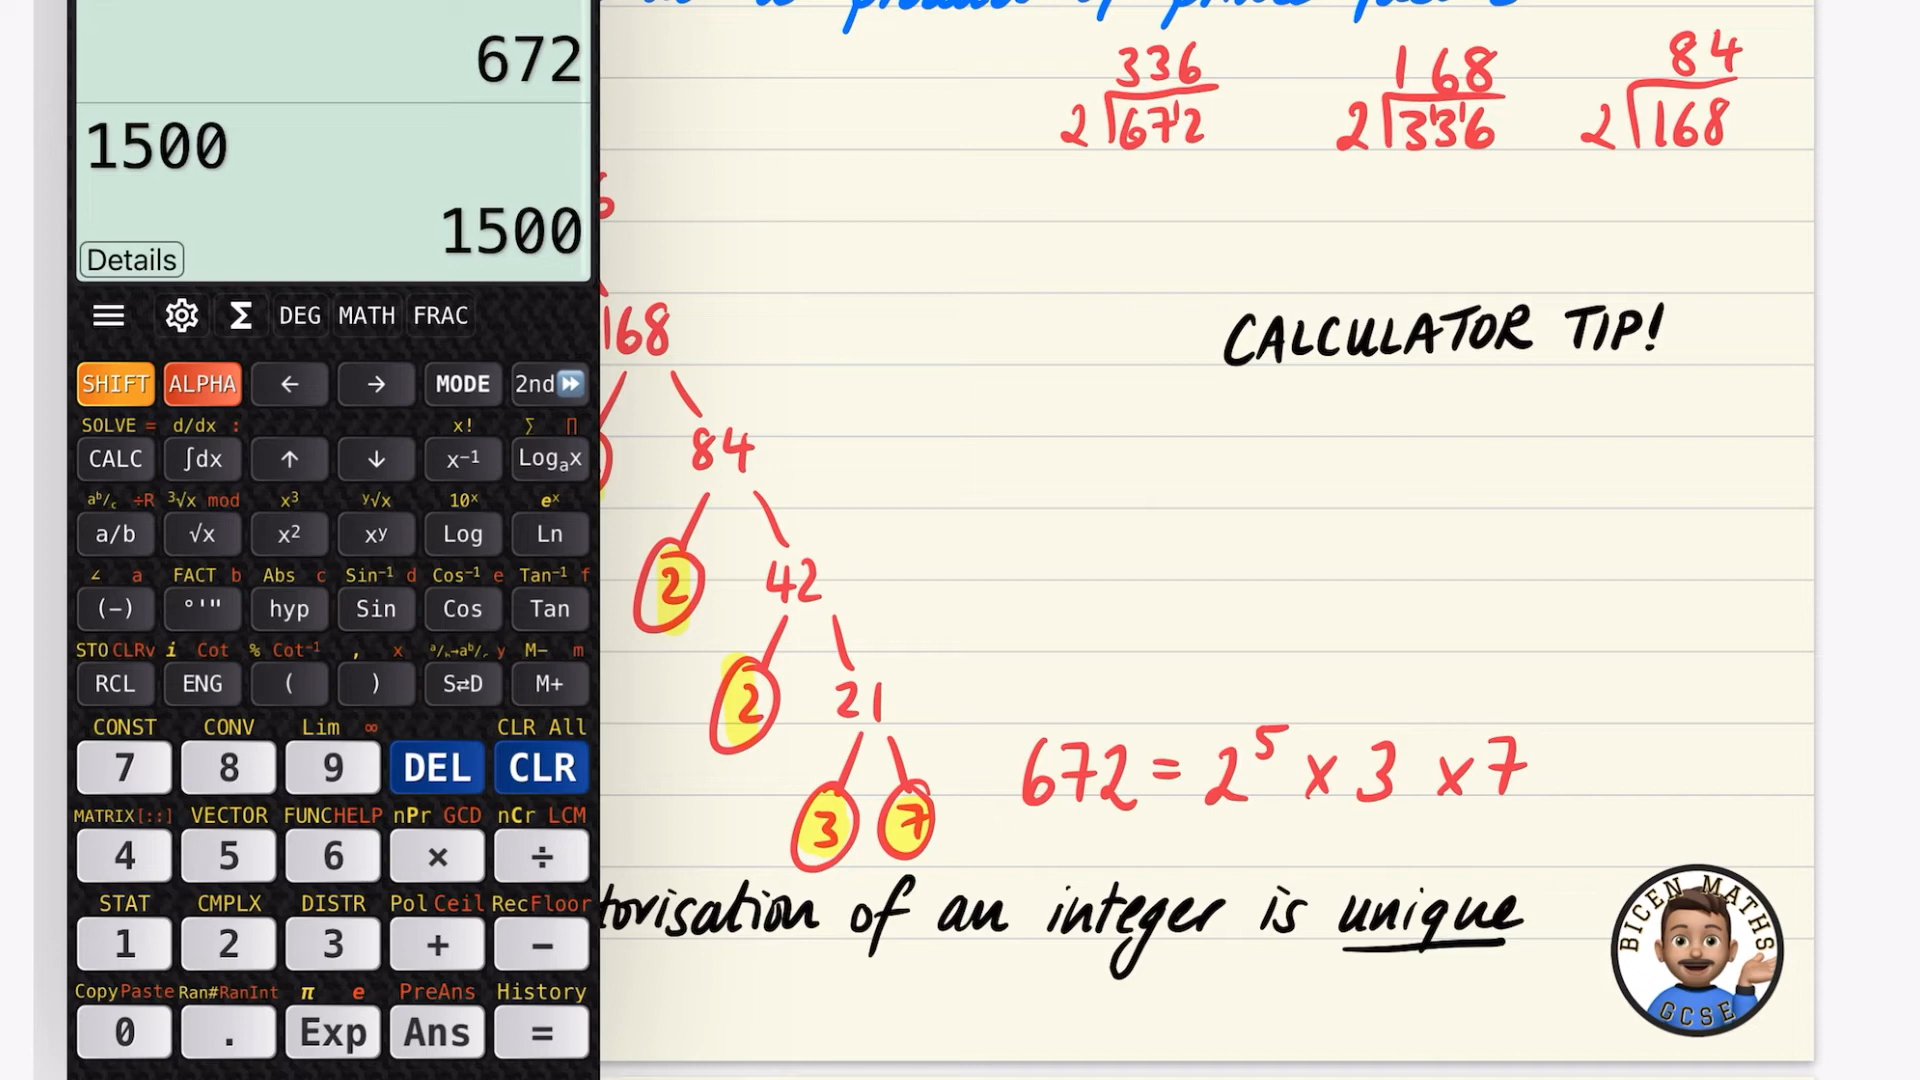 672
1500
1500
Details
DEG MATH FRAC
SHIFT ALPHA ← → MODE 2nd
SOLVE = d/dx : x! ∑ ∏
CALC ∫dx ↑ ↓ x⁻¹ Logₐx
aᵇ/꜀ ÷R ³√x mod x³ ʸ√x 10ˣ eˣ
a/b √x x² xʸ Log Ln
∠ a FACT b Abs c Sin⁻¹ d Cos⁻¹ e Tan⁻¹ f
(−) °'" hyp Sin Cos Tan
STO CLRv i Cot % Cot⁻¹ , x y M− m
RCL ENG ( ) S⇄D M+
CONST CONV Lim ∞ CLR All
7 8 9 DEL CLR
MATRIX[::] VECTOR FUNC HELP nPr GCD nCr LCM
4 5 6 × ÷
STAT CMPLX DISTR Pol Ceil Rec Floor
1 2 3 + −
Copy Paste Ran# RanInt π e PreAns History
0 . Exp Ans =
336
2 672
168
2 336
84
2 168
CALCULATOR TIP!
168
84
2 42
2 21
3 7
672 = 2⁵ × 3 × 7
torisation of an integer is unique
BICEN MATHS
GCSE